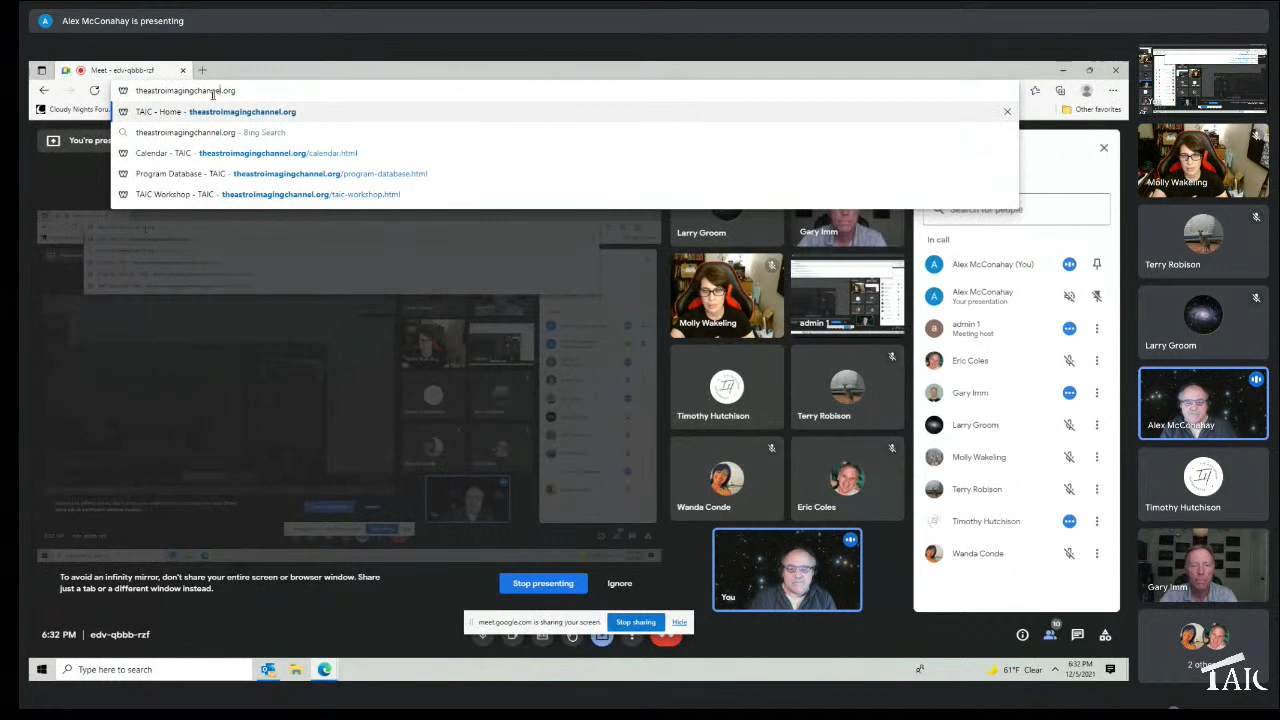 Alex McConahay is presenting
Meet - edv-qbbb-rzf
theastroimagingchannel.org
Cloudy Nights Foru
Other favorites
TAIC - Home - theastroimagingchannel.org
theastroimagingchannel.org - Bing Search
Calendar - TAIC - theastroimagingchannel.org/calendar.html
Program Database - TAIC - theastroimagingchannel.org/program-database.html
TAIC Workshop - TAIC - theastroimagingchannel.org/taic-workshop.html
You're pres
Search for people
In call
Alex McConahay (You)
Alex McConahay
Your presentation
admin 1
Meeting host
Eric Coles
Gary Imm
Larry Groom
Molly Wakeling
Terry Robison
Timothy Hutchison
Wanda Conde
Larry Groom
Gary Imm
Molly Wakeling
admin 1
Timothy Hutchison
Terry Robison
Wanda Conde
Eric Coles
You
To avoid an infinity mirror, don't share your entire screen or browser window. Share
just a tab or a different window instead.
Stop presenting
Ignore
meet.google.com is sharing your screen.
Stop sharing
Hide
6:32 PM | edv-qbbb-rzf
10
Type here to search
61°F Clear
6:32 PM
12/5/2021
Molly Wakeling
Terry Robison
Larry Groom
Alex McConahay
Timothy Hutchison
Gary Imm
2 oth
TAIC